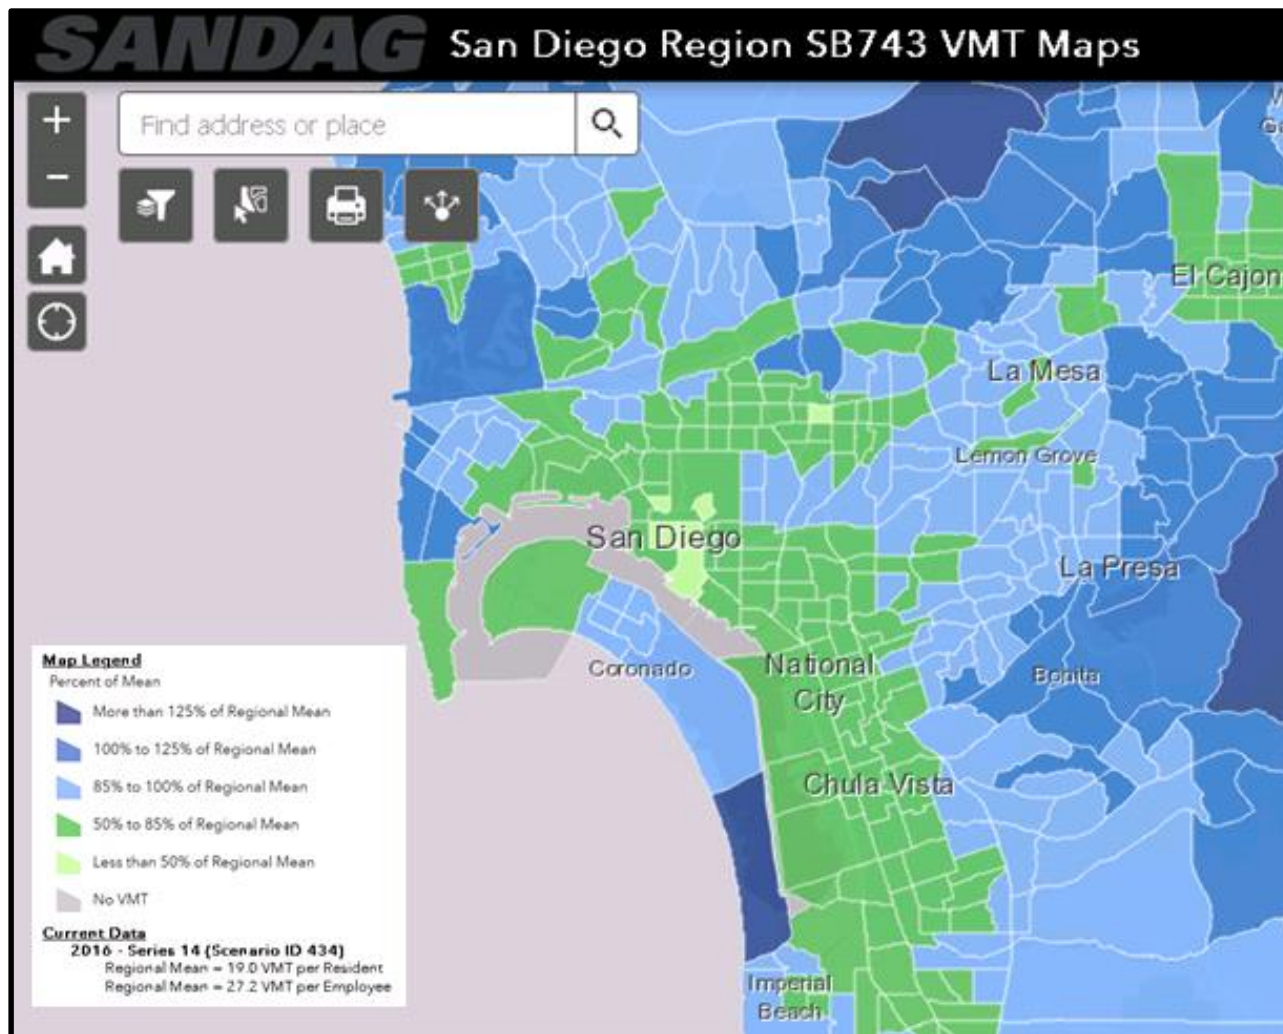 SANDAG San Diego Region SB743 VMT Maps
+
Find address or place
−
El Cajon
La Mesa
Lemon Grove
San Diego
La Presa
Coronado
National
City
Bonita
Chula Vista
Imperial
Beach
Map Legend
Percent of Mean
More than 125% of Regional Mean
100% to 125% of Regional Mean
85% to 100% of Regional Mean
50% to 85% of Regional Mean
Less than 50% of Regional Mean
No VMT
Current Data
2016 - Series 14 (Scenario ID 434)
Regional Mean = 19.0 VMT per Resident
Regional Mean = 27.2 VMT per Employee